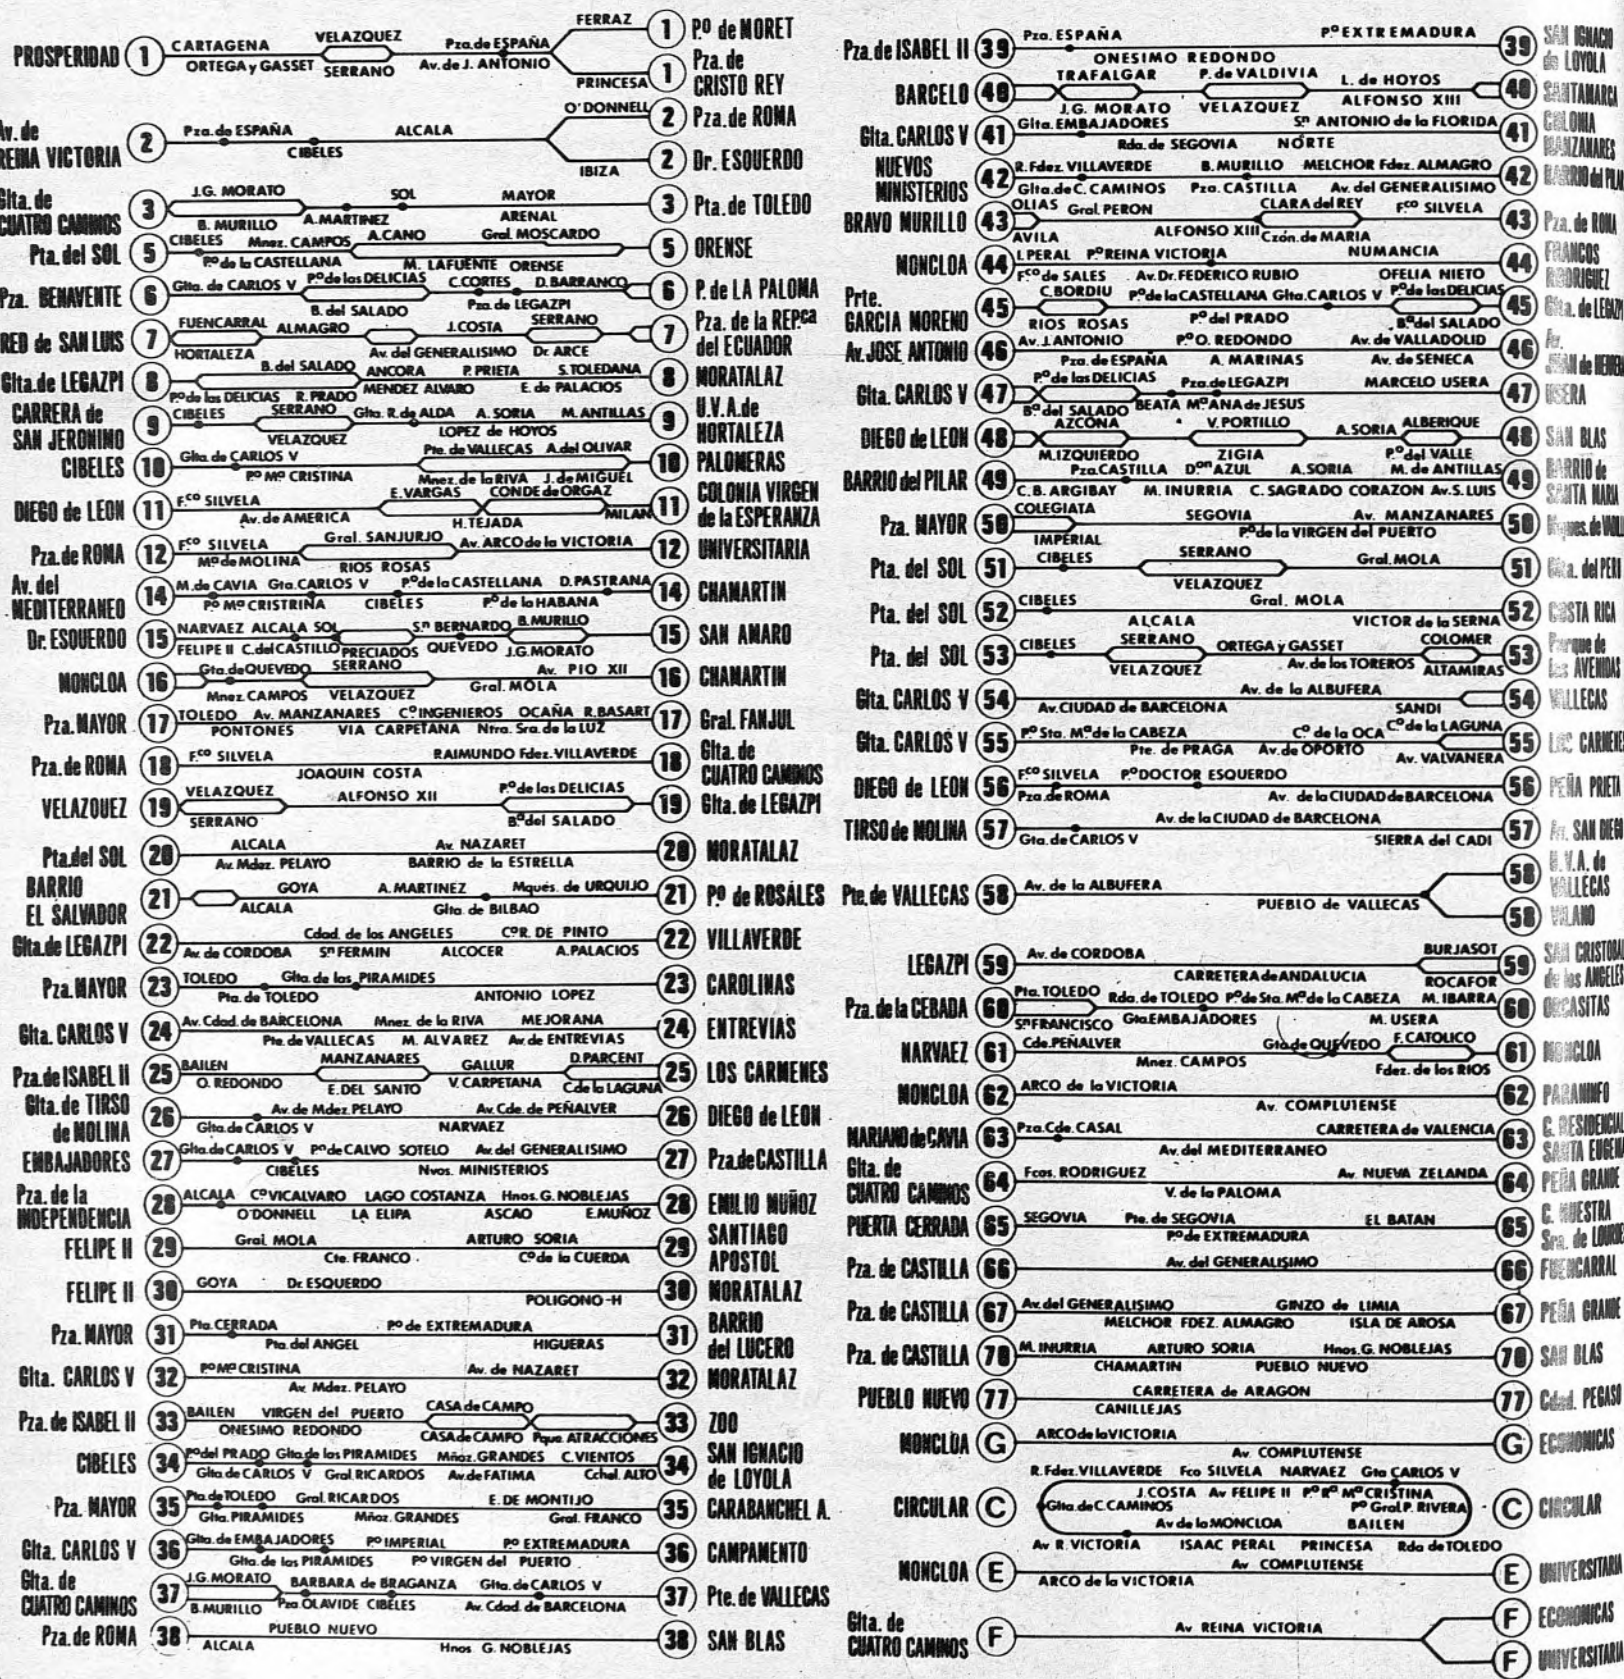 PROSPERIDAD 1 CARTAGENA ORTEGA y GASSET VELAZQUEZ SERRANO Pza. de ESPAÑA Av. de J. ANTONIO FERRAZ 1 Pº de MORET
PRINCESA 1 Pza. de CRISTO REY
Av. de REINA VICTORIA 2 Pza. de ESPAÑA CIBELES ALCALA O'DONNELL 2 Pza. de ROMA
IBIZA 2 Dr. ESQUERDO
Glta. de CUATRO CAMINOS 3 J.G. MORATO B. MURILLO A. MARTINEZ SOL MAYOR ARENAL 3 Pta. de TOLEDO
Pta. del SOL 5 CIBELES Pº de la CASTELLANA Mnez. CAMPOS A. CANO M. LAFUENTE Gral. MOSCARDO ORENSE 5 ORENSE
Pza. BENAVENTE 6 Glta. de CARLOS V Pº de las DELICIAS B. del SALADO C. CORTES Pza. de LEGAZPI D. BARRANCO 6 P. de LA PALOMA
RED de SAN LUIS 7 FUENCARRAL HORTALEZA ALMAGRO Av. del GENERALISIMO J. COSTA SERRANO Dr. ARCE 7 Pza. de la REPca del ECUADOR
Glta. de LEGAZPI 8 Pº de las DELICIAS B. del SALADO R. PRADO ANCORA MENDEZ ALVARO P. PRIETA E. de PALACIOS S. TOLEDANA 8 MORATALAZ
CARRERA de SAN JERONIMO 9 CIBELES SERRANO VELAZQUEZ Glta. R. de ALDA LOPEZ de HOYOS A. SORIA M. ANTILLAS 9 U.V.A. de HORTALEZA
CIBELES 10 Glta. de CARLOS V Pº Mª CRISTINA Pte. de VALLECAS Mnez. de la RIVA A. del OLIVAR J. de MIGUEL 10 PALOMERAS
DIEGO de LEON 11 Fco SILVELA Av. de AMERICA E. VARGAS H. TEJADA CONDE de ORGAZ MILAN 11 COLONIA VIRGEN de la ESPERANZA
Pza. de ROMA 12 Fco SILVELA Mª de MOLINA Gral. SANJURJO RIOS ROSAS Av. ARCO de la VICTORIA 12 UNIVERSITARIA
Av. del MEDITERRANEO 14 M. de CAVIA Pº Mº CRISTRINA Gta. CARLOS V CIBELES Pº de la CASTELLANA Pº de la HABANA D. PASTRANA 14 CHAMARTIN
Dr. ESQUERDO 15 NARVAEZ FELIPE II ALCALA C. del CASTILLO SOL PRECIADOS Sn BERNARDO QUEVEDO B. MURILLO J.G. MORATO 15 SAN AMARO
MONCLOA 16 Gta. de QUEVEDO Mnez. CAMPOS SERRANO VELAZQUEZ Gral. MOLA Av. PIO XII 16 CHAMARTIN
Pza. MAYOR 17 TOLEDO PONTONES Av. MANZANARES VIA CARPETANA Cº INGENIEROS Ntra. Sra. de la LUZ OCAÑA R. BASART 17 Gral. FANJUL
Pza. de ROMA 18 Fco SILVELA JOAQUIN COSTA RAIMUNDO Fdez. VILLAVERDE 18 Glta. de CUATRO CAMINOS
VELAZQUEZ 19 VELAZQUEZ SERRANO ALFONSO XII Pº de las DELICIAS Bº del SALADO 19 Glta. de LEGAZPI
Pta. del SOL 20 ALCALA Av. Mdez. PELAYO Av. NAZARET BARRIO de la ESTRELLA 20 MORATALAZ
BARRIO EL SALVADOR 21 ALCALA GOYA A. MARTINEZ Glta. de BILBAO Mqués. de URQUIJO 21 Pº de ROSALES
Glta. de LEGAZPI 22 Av. de CORDOBA Sn FERMIN Cdad. de los ANGELES ALCOCER CºR. DE PINTO A. PALACIOS 22 VILLAVERDE
Pza. MAYOR 23 TOLEDO Pta. de TOLEDO Glta. de las PIRAMIDES ANTONIO LOPEZ 23 CAROLINAS
Glta. CARLOS V 24 Av. Cdad. de BARCELONA Pte. de VALLECAS Mnez. de la RIVA M. ALVAREZ MEJORANA Av. de ENTREVIAS 24 ENTREVIAS
Pza. de ISABEL II 25 BAILEN O. REDONDO MANZANARES E. DEL SANTO GALLUR V. CARPETANA D. PARCENT C. de la LAGUNA 25 LOS CARMENES
Glta. de TIRSO de MOLINA 26 Glta. de CARLOS V Av. de Mdez. PELAYO NARVAEZ Av. Cde. de PEÑALVER 26 DIEGO de LEON
EMBAJADORES 27 Glta. de CARLOS V CIBELES Pº de CALVO SOTELO Nvos. MINISTERIOS Av. del GENERALISIMO 27 Pza. de CASTILLA
Pza. de la INDEPENDENCIA 28 ALCALA O'DONNELL Cº VICALVARO LA ELIPA LAGO COSTANZA ASCAO Hnos. G. NOBLEJAS E. MUÑOZ 28 EMILIO MUÑOZ
FELIPE II 29 Gral. MOLA Cte. FRANCO ARTURO SORIA Cº de la CUERDA 29 SANTIAGO APOSTOL
FELIPE II 30 GOYA Dr. ESQUERDO POLIGONO-H 30 MORATALAZ
Pza. MAYOR 31 Pta. CERRADA Pta. del ANGEL Pº de EXTREMADURA HIGUERAS 31 BARRIO del LUCERO
Glta. CARLOS V 32 Pº Mª CRISTINA Av. Mdez. PELAYO Av. de NAZARET 32 MORATALAZ
Pza. de ISABEL II 33 BAILEN ONESIMO REDONDO VIRGEN del PUERTO CASA de CAMPO CASA de CAMPO Pque. ATRACCIONES 33 ZOO
CIBELES 34 Pº del PRADO Glta. de CARLOS V Glta. de las PIRAMIDES Gral. RICARDOS Mñoz. GRANDES Av. de FATIMA C. VIENTOS Cchel. ALTO 34 SAN IGNACIO de LOYOLA
Pza. MAYOR 35 Pta. de TOLEDO Glta. PIRAMIDES Gral. RICARDOS Mñoz. GRANDES E. DE MONTIJO Gral. FRANCO 35 CARABANCHEL A.
Glta. CARLOS V 36 Glta. de EMBAJADORES Glta. de las PIRAMIDES Pº IMPERIAL Pº VIRGEN del PUERTO Pº EXTREMADURA 36 CAMPAMENTO
Glta. de CUATRO CAMINOS 37 J.G. MORATO B. MURILLO Pza OLAVIDE BARBARA de BRAGANZA CIBELES Glta. de CARLOS V Av. Cdad. de BARCELONA 37 Pte. de VALLECAS
Pza. de ROMA 38 ALCALA PUEBLO NUEVO Hnos G. NOBLEJAS 38 SAN BLAS
Pza. de ISABEL II 39 Pza. ESPAÑA ONESIMO REDONDO Pº EXTREMADURA 39 SAN IGNACIO de LOYOLA
BARCELO 40 TRAFALGAR J.G. MORATO P. de VALDIVIA VELAZQUEZ L. de HOYOS ALFONSO XIII 40 SANTAMARCA
Glta. CARLOS V 41 Glta. EMBAJADORES Rda. de SEGOVIA NORTE Sn ANTONIO de la FLORIDA 41 COLONIA MANZANARES
NUEVOS MINISTERIOS 42 R. Fdez. VILLAVERDE Glta. de C. CAMINOS B. MURILLO Pza. CASTILLA MELCHOR Fdez. ALMAGRO Av. del GENERALISIMO 42 BARRIO del PILAR
BRAVO MURILLO 43 OLIAS AVILA Gral. PERON ALFONSO XIII CLARA del REY Czón. de MARIA Fco SILVELA 43 Pza. de ROMA
MONCLOA 44 I. PERAL Fco de SALES Pº REINA VICTORIA Av. Dr. FEDERICO RUBIO NUMANCIA OFELIA NIETO 44 FRANCOS RODRIGUEZ
Prte. GARCIA MORENO 45 C. BORDIU RIOS ROSAS Pº de la CASTELLANA Pº del PRADO Glta. CARLOS V Pº de las DELICIAS Bº del SALADO 45 Glta. de LEGAZPI
Av. JOSE ANTONIO 46 Av. J. ANTONIO Pza. de ESPAÑA Pº O. REDONDO A. MARINAS Av. de VALLADOLID Av. de SENECA 46 Av. JUAN de HERRERA
Glta. CARLOS V 47 Pº de las DELICIAS Bº del SALADO BEATA Mº ANA de JESUS Pza. de LEGAZPI MARCELO USERA 47 USERA
DIEGO de LEON 48 AZCONA M. IZQUIERDO V. PORTILLO ZIGIA A. SORIA ALBERIQUE Pº del VALLE 48 SAN BLAS
BARRIO del PILAR 49 C.B. ARGIBAY Pza. CASTILLA M. INURRIA Don AZUL C. SAGRADO CORAZON A. SORIA Av. S. LUIS M. de ANTILLAS 49 BARRIO de SANTA MARIA
Pza. MAYOR 50 COLEGIATA IMPERIAL SEGOVIA Pº de la VIRGEN del PUERTO Av. MANZANARES 50
Pta. del SOL 51 CIBELES SERRANO VELAZQUEZ Gral. MOLA 51 Glta. del PERU
Pta. del SOL 52 CIBELES ALCALA Gral. MOLA VICTOR de la SERNA 52 COSTA RICA
Pta. del SOL 53 CIBELES SERRANO VELAZQUEZ ORTEGA y GASSET Av. de los TOREROS COLOMER ALTAMIRAS 53 Parque de las AVENIDAS
Glta. CARLOS V 54 Av. CIUDAD de BARCELONA Av. de la ALBUFERA SANDI 54 VALLECAS
Glta. CARLOS V 55 Pº Sta. Mª de la CABEZA Pte. de PRAGA Av. de OPORTO Cº de la OCA Cº de la LAGUNA Av. VALVANERA 55 LOS CARMENES
DIEGO de LEON 56 Fco SILVELA Pza. de ROMA Pº DOCTOR ESQUERDO Av. de la CIUDAD de BARCELONA 56 PEÑA PRIETA
TIRSO de MOLINA 57 Gta. de CARLOS V Av. de la CIUDAD de BARCELONA SIERRA del CADI 57 Av. SAN DIEGO
Pte. de VALLECAS 58 Av. de la ALBUFERA PUEBLO de VALLECAS 58 U.V.A. de VALLECAS
58 VILANO
LEGAZPI 59 Av. de CORDOBA CARRETERA de ANDALUCIA BURJASOT ROCAFOR 59 SAN CRISTOBAL de los ANGELES
Pza. de la CEBADA 60 Pta. TOLEDO Sn FRANCISCO Rda. de TOLEDO Gta. EMBAJADORES Pº de Sta. Mª de la CABEZA M. USERA M. IBARRA 60 ORCASITAS
NARVAEZ 61 Cde. PEÑALVER Mnez. CAMPOS Gta de QUEVEDO F. CATOLICO Fdez. de los RIOS 61 MONCLOA
MONCLOA 62 ARCO de la VICTORIA Av. COMPLUTENSE 62 PARANINFO
MARIANO de CAVIA 63 Pza. Cde. CASAL Av. del MEDITERRANEO CARRETERA de VALENCIA 63 C. RESIDENCIAL SANTA EUGENIA
Glta. de CUATRO CAMINOS 64 Fcos. RODRIGUEZ V. de la PALOMA Av. NUEVA ZELANDA 64 PEÑA GRANDE
PUERTA CERRADA 65 SEGOVIA Pte. de SEGOVIA Pº de EXTREMADURA EL BATAN 65 C. NUESTRA Sra. de LOURDES
Pza. de CASTILLA 66 Av. del GENERALISIMO 66 FUENCARRAL
Pza. de CASTILLA 67 Av. del GENERALISIMO MELCHOR FDEZ. ALMAGRO GINZO de LIMIA ISLA DE AROSA 67 PEÑA GRANDE
Pza. de CASTILLA 70 M. INURRIA CHAMARTIN ARTURO SORIA PUEBLO NUEVO Hnos. G. NOBLEJAS 70 SAN BLAS
PUEBLO NUEVO 77 CANILLEJAS CARRETERA de ARAGON 77 Cdad. PEGASO
MONCLOA G ARCO de la VICTORIA Av. COMPLUTENSE G ECONOMICAS
CIRCULAR C R. Fdez. VILLAVERDE Fco SILVELA NARVAEZ Gta CARLOS V
J. COSTA Av FELIPE II Pº Rª Mº CRISTINA
Glta. de C. CAMINOS Pº Gral P. RIVERA
Av de la MONCLOA BAILEN
Av R. VICTORIA ISAAC PERAL PRINCESA Rda de TOLEDO C CIRCULAR
MONCLOA E ARCO de la VICTORIA Av COMPLUTENSE E UNIVERSITARIA
Glta. de CUATRO CAMINOS F Av REINA VICTORIA F ECONOMICAS
F UNIVERSITARIA